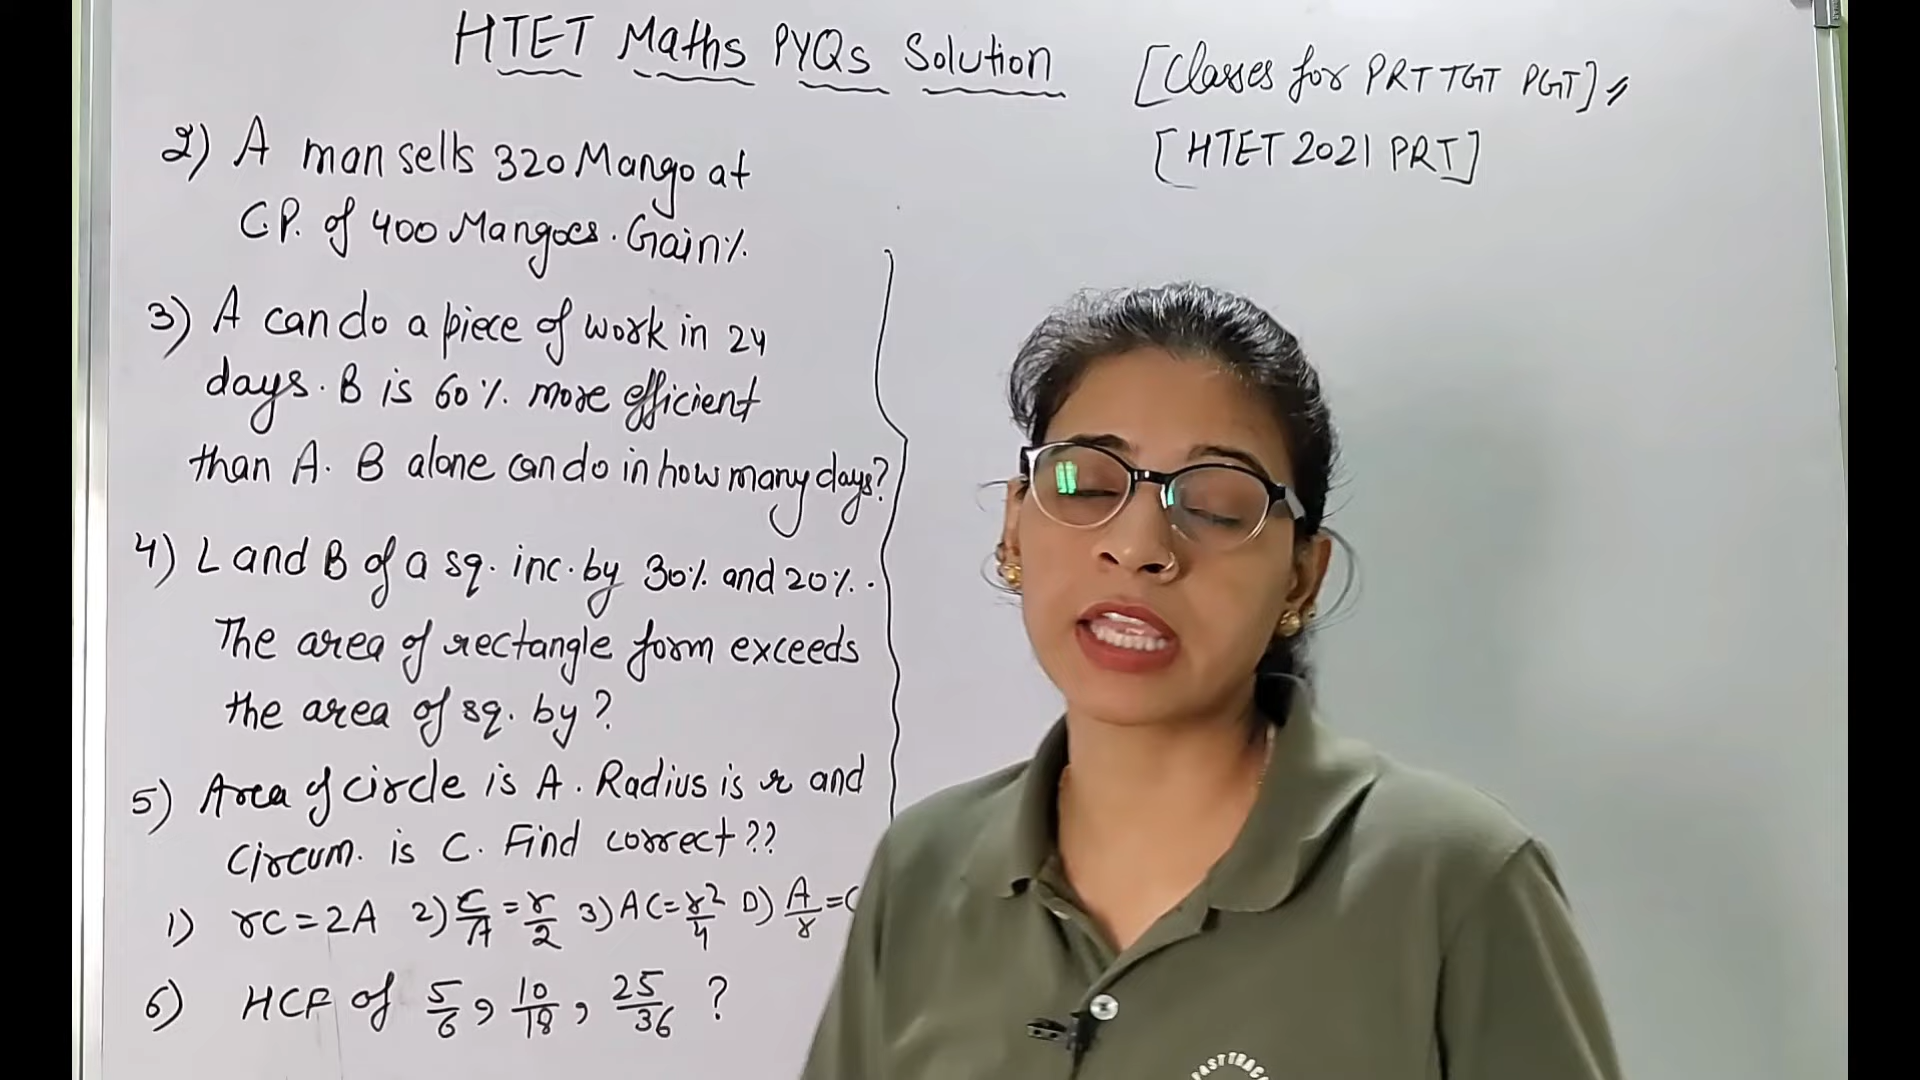 HTET Maths PYQs Solution
[Classes for PRT TGT PGT]
[HTET 2021 PRT]
2) A man sells 320 Mango at
C.P. of 400 Mangoes. Gain%.
3) A can do a piece of work in 24
days. B is 60%. more efficient
than A. B alone can do in how many days?
4) L and B of a sq. inc. by 30% and 20%.
The area of rectangle form exceeds
the area of sq. by?
5) Area of circle is A. Radius is r and
Circum. is C. Find correct??
1) rC=2A 2) C/A=r/2 3) AC=r²/4 D) A/r=C
6) HCF of 5/6, 10/18, 25/36 ?
FASTTRAC